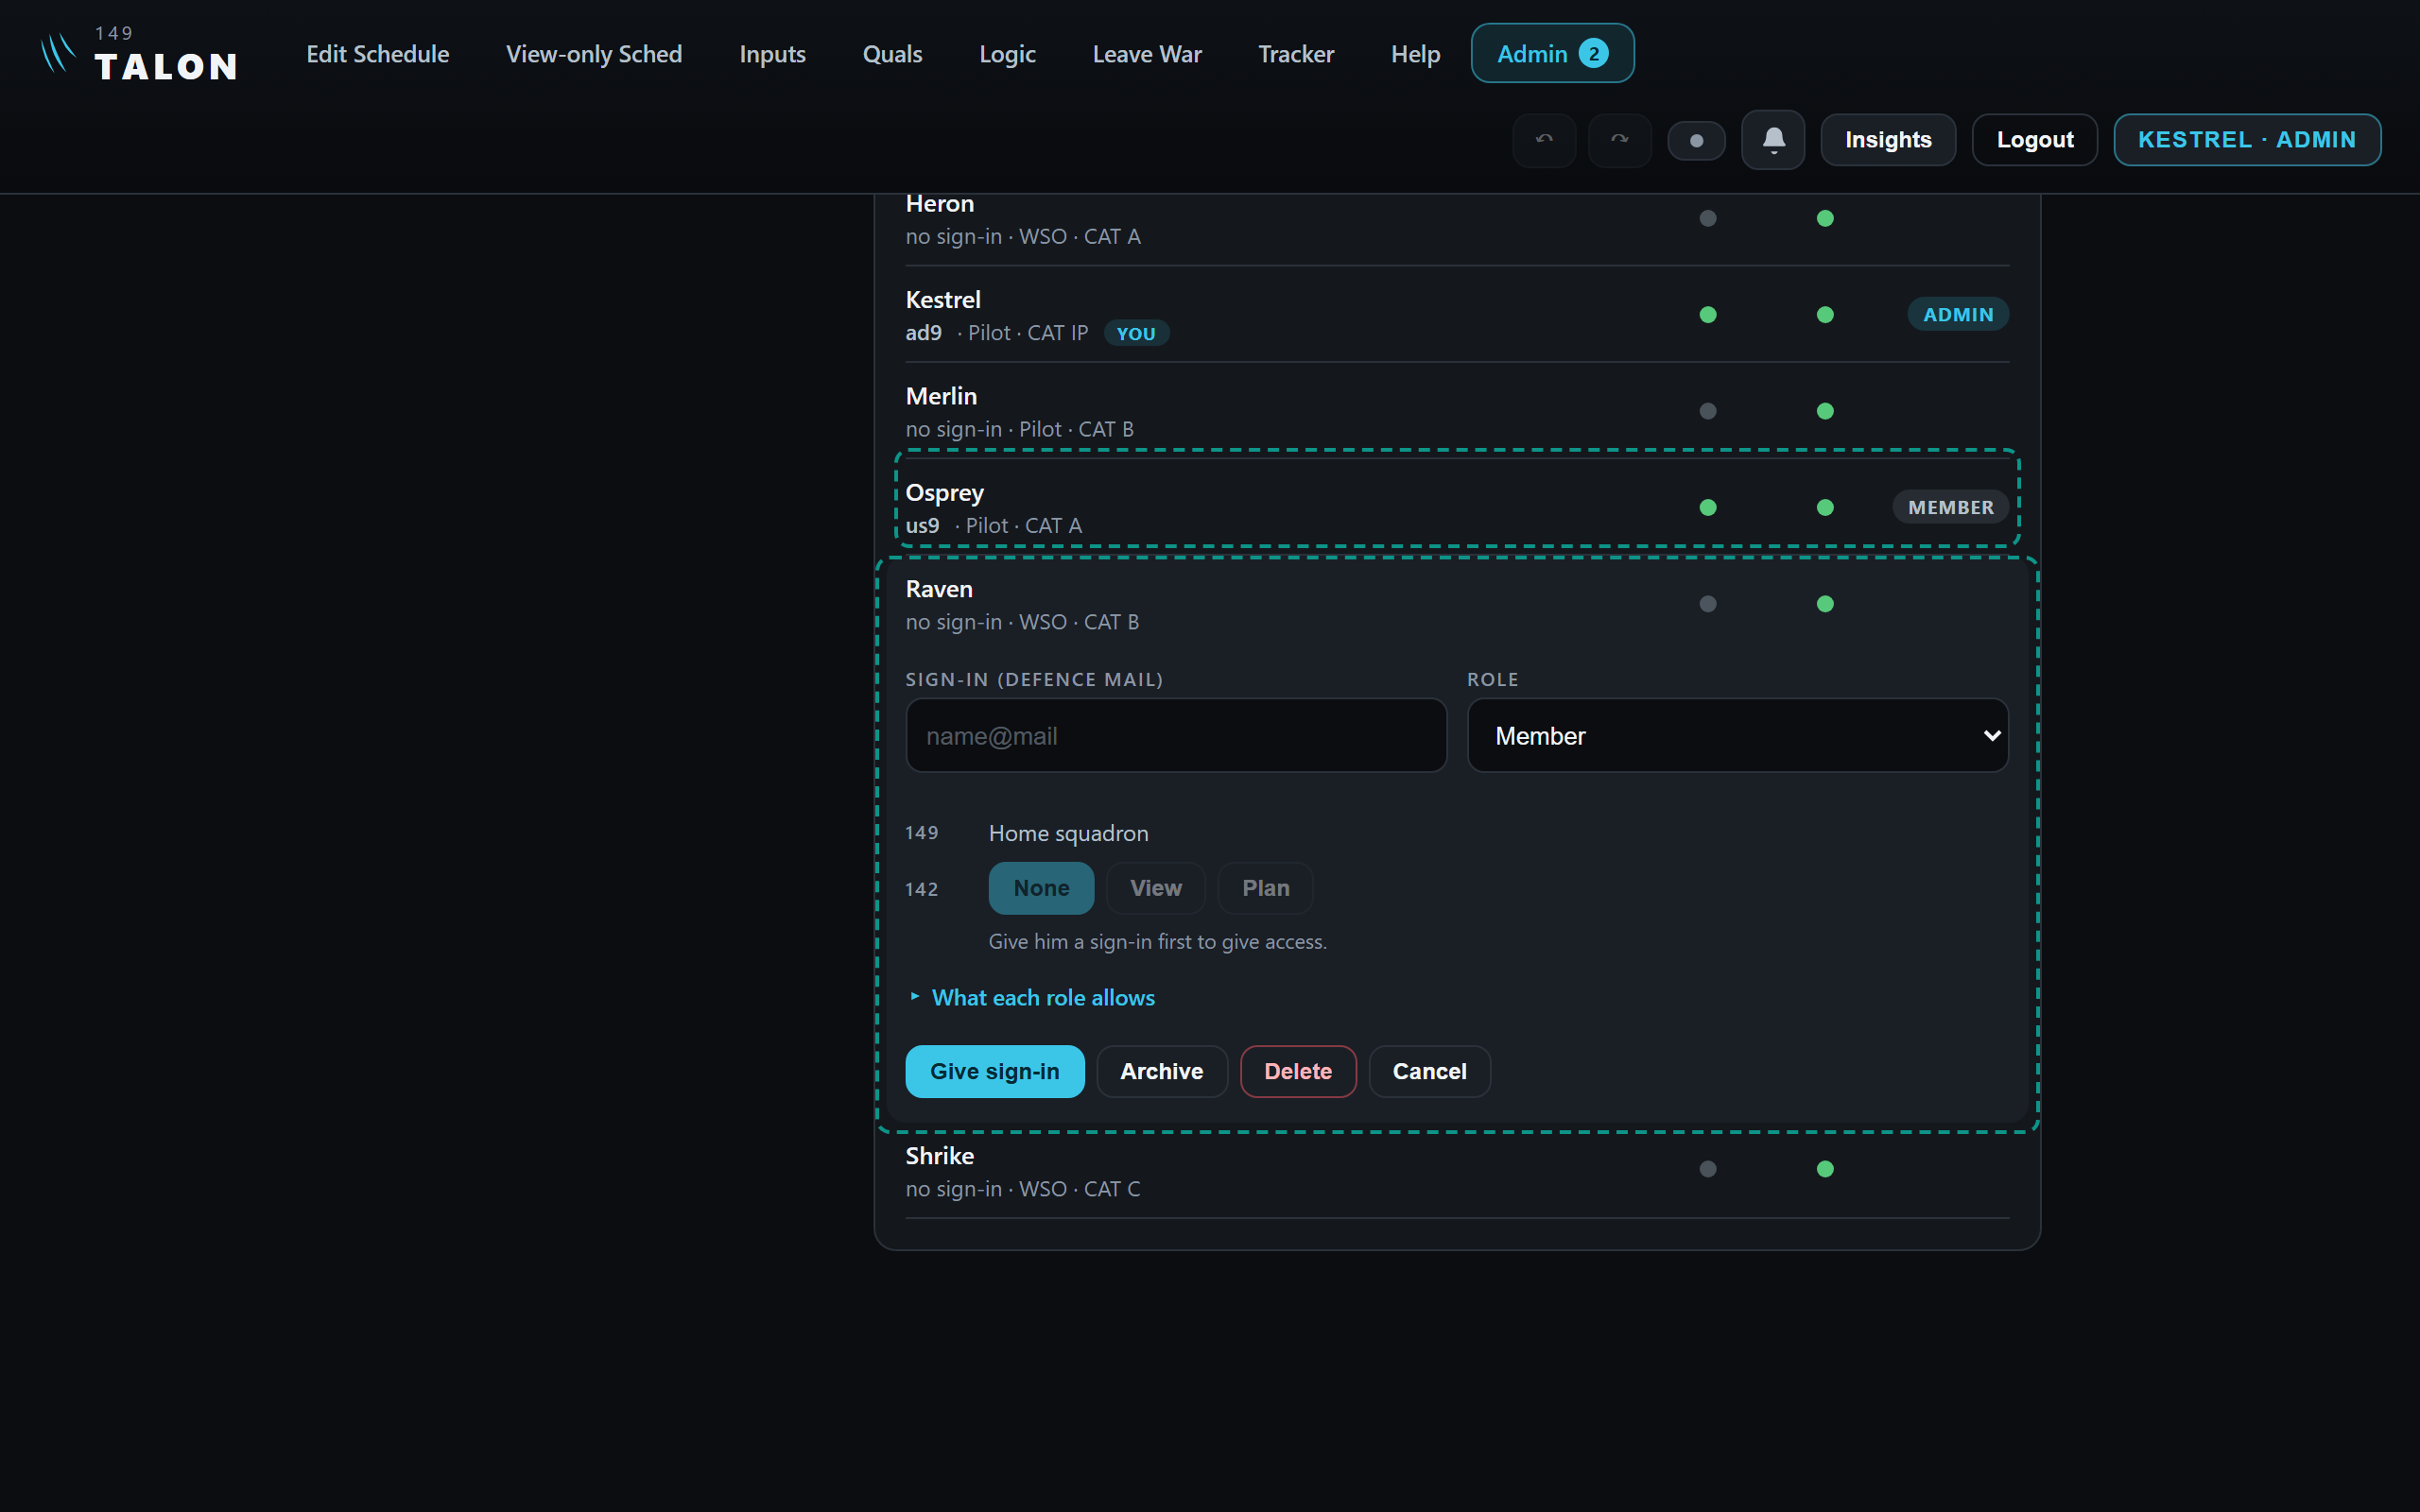 149
TALON
Edit Schedule
View-only Sched
Inputs
Quals
Logic
Leave War
Tracker
Help
Admin 2
Insights
Logout
KESTREL · ADMIN
Heron
no sign-in · WSO · CAT A
Kestrel
ad9 · Pilot · CAT IP YOU
ADMIN
Merlin
no sign-in · Pilot · CAT B
Osprey
us9 · Pilot · CAT A
MEMBER
Raven
no sign-in · WSO · CAT B
SIGN-IN (DEFENCE MAIL)
ROLE
name@mail
Member
149 Home squadron
142 None View Plan
Give him a sign-in first to give access.
What each role allows
Give sign-in
Archive
Delete
Cancel
Shrike
no sign-in · WSO · CAT C